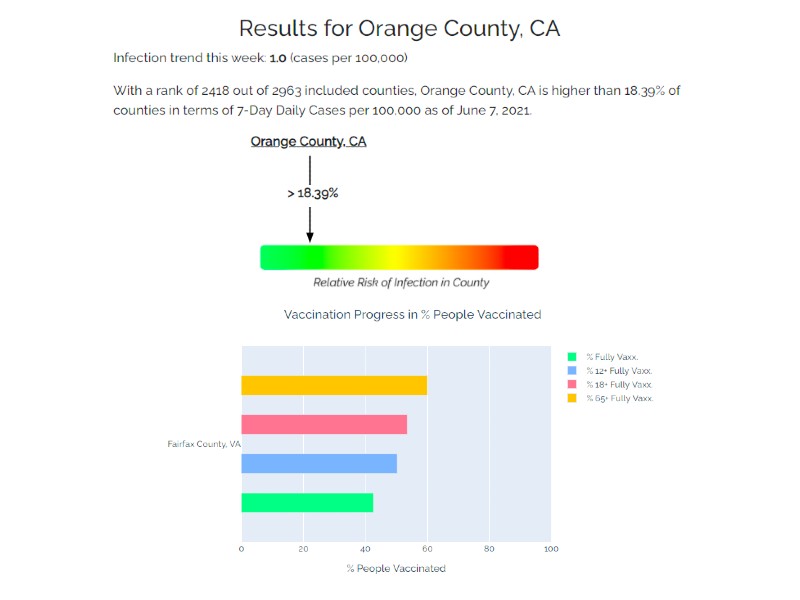 Results for Orange County, CA
Infection trend this week: 1.0 (cases per 100,000)
With a rank of 2418 out of 2963 included counties, Orange County, CA is higher than 18.39% of
counties in terms of 7-Day Daily Cases per 100.000 as of June 7, 2021.
Orange County, CA
> 18.39%
Relative Risk of Infection in County
Vaccination Progress in % People Vaccinated
% Fully Vaxx.
% 12+ Fully Vaxx.
% 18+ Fully Vaxx.
% 65+ Fully Vaxx.
Fairfax County, VA
0 20 40 60 80 100
% People Vaccinated